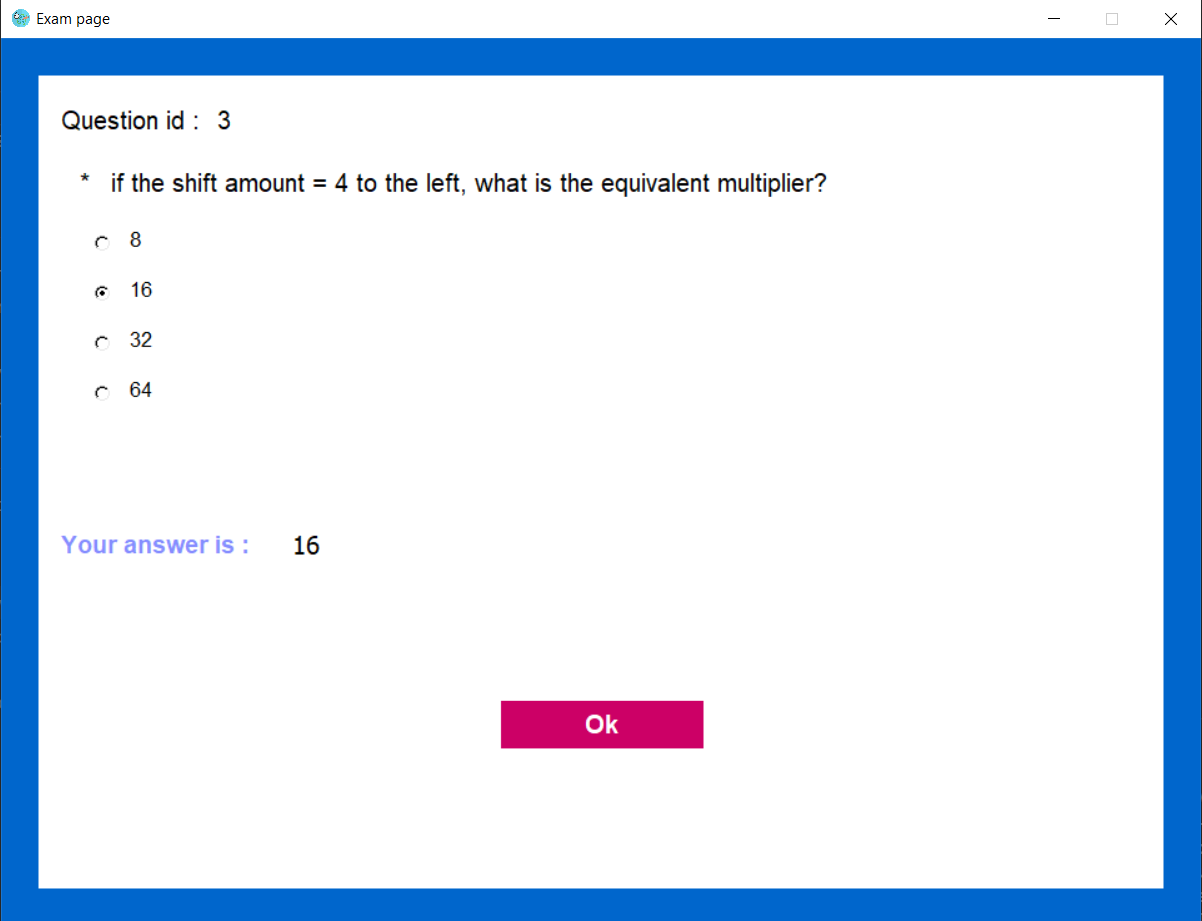 Exam page
Question id : 3
* if the shift amount = 4 to the left, what is the equivalent multiplier?
8
16
32
64
Your answer is : 16
Ok